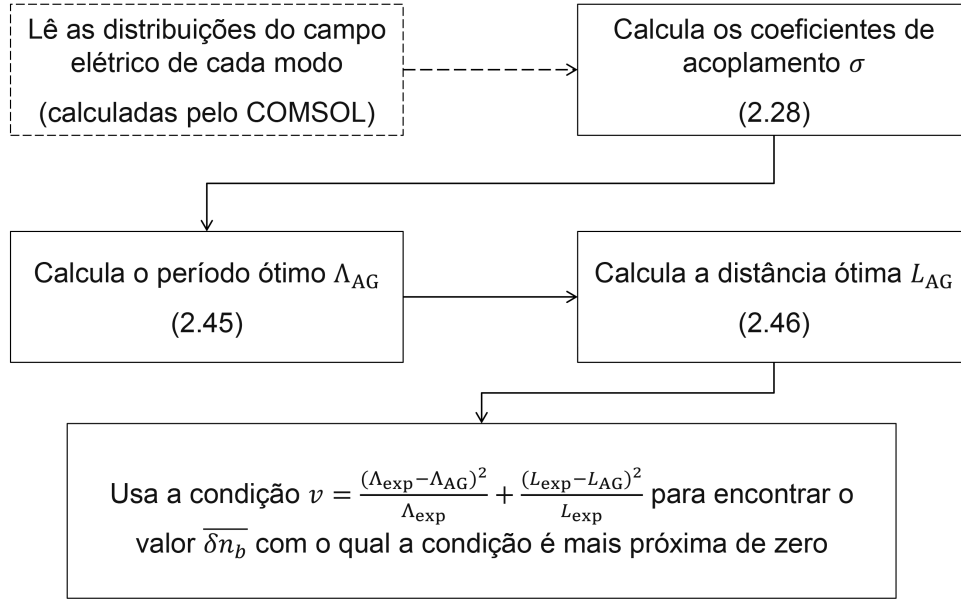 Lê as distribuições do campo
elétrico de cada modo
(calculadas pelo COMSOL)
Calcula os coeficientes de
acoplamento σ
(2.28)
Calcula o período ótimo Λ_AG
(2.45)
Calcula a distância ótima L_AG
(2.46)
Usa a condição v = (Λ_exp−Λ_AG)²/Λ_exp + (L_exp−L_AG)²/L_exp para encontrar o
valor \overline{δn_b} com o qual a condição é mais próxima de zero